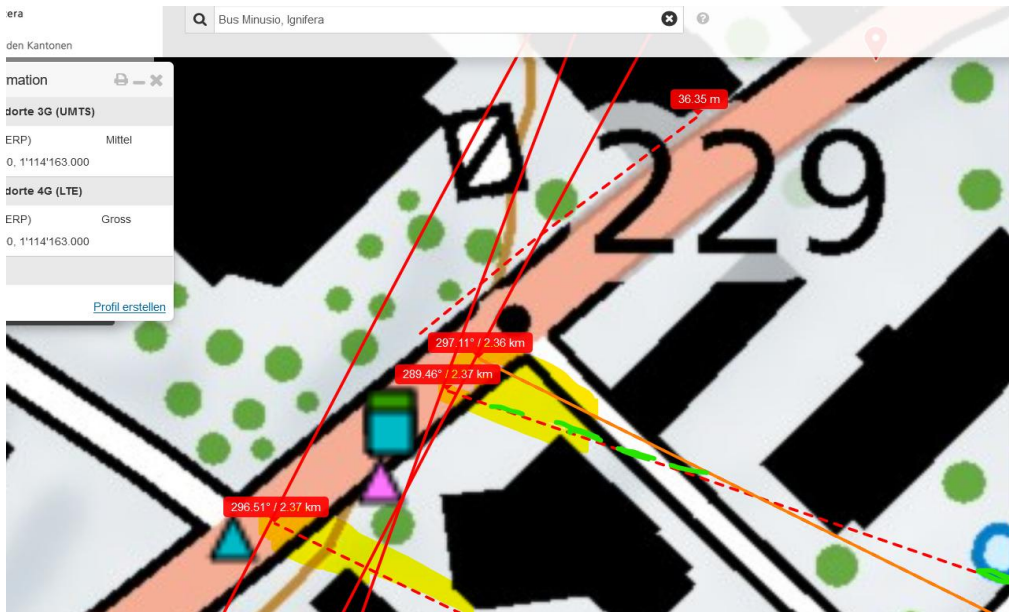 tera
Bus Minusio, Ignifera
den Kantonen
mation
dorte 3G (UMTS)
ERP) Mittel
0, 1'114'163.000
dorte 4G (LTE)
ERP) Gross
0, 1'114'163.000
Profil erstellen
36.35 m
229
297.11° / 2.36 km
289.46° / 2.37 km
296.51° / 2.37 km